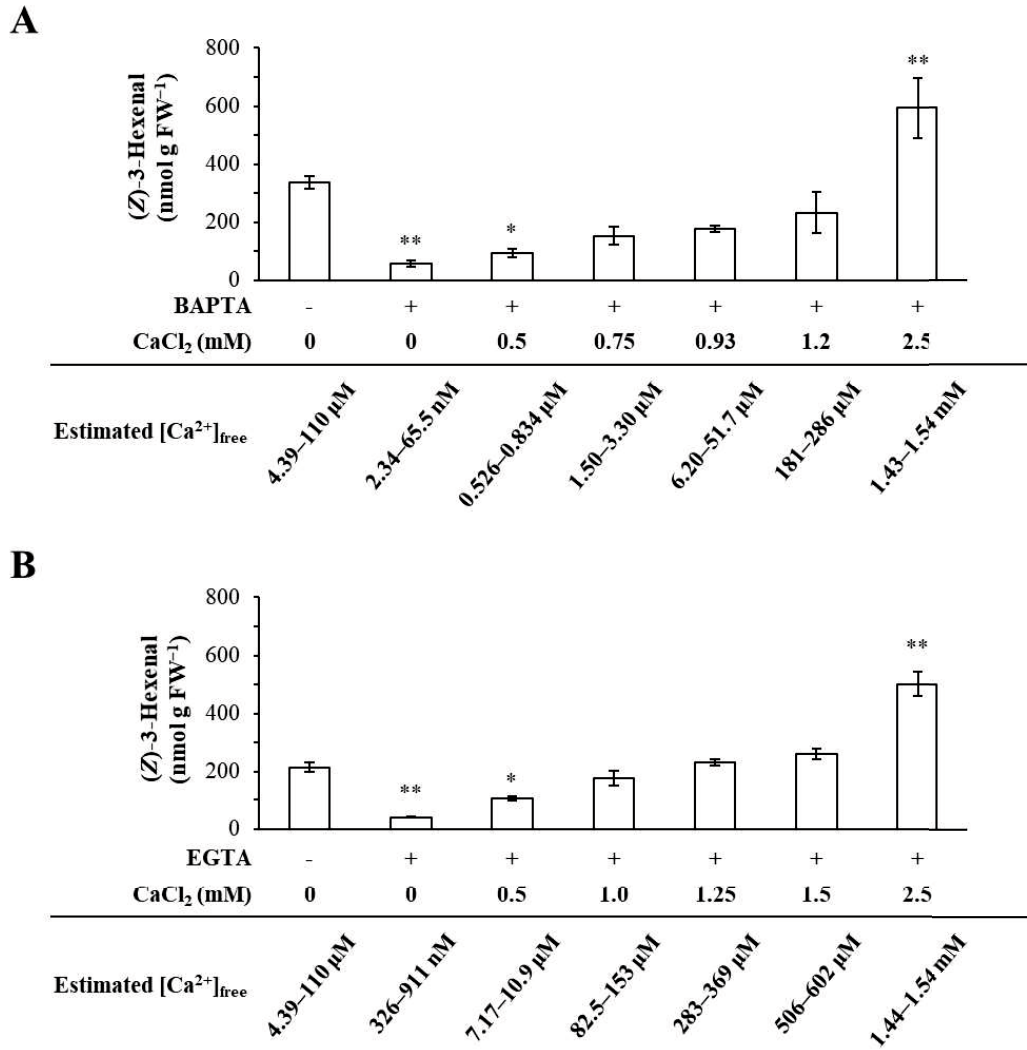 A
800
600
400
200
0
(Z)-3-Hexenal
(nmol g FW⁻¹)
** * **
BAPTA - + + + + + +
CaCl₂ (mM) 0 0 0.5 0.75 0.93 1.2 2.5
Estimated [Ca²⁺]free 4.39–110 µM 2.34–65.5 nM 0.526–0.834 µM 1.50–3.30 µM 6.20–51.7 µM 181–286 µM 1.43–1.54 mM
B
800
600
400
200
0
(Z)-3-Hexenal
(nmol g FW⁻¹)
** * **
EGTA - + + + + + +
CaCl₂ (mM) 0 0 0.5 1.0 1.25 1.5 2.5
Estimated [Ca²⁺]free 4.39–110 µM 326–911 nM 7.17–10.9 µM 82.5–153 µM 283–369 µM 506–602 µM 1.44–1.54 mM